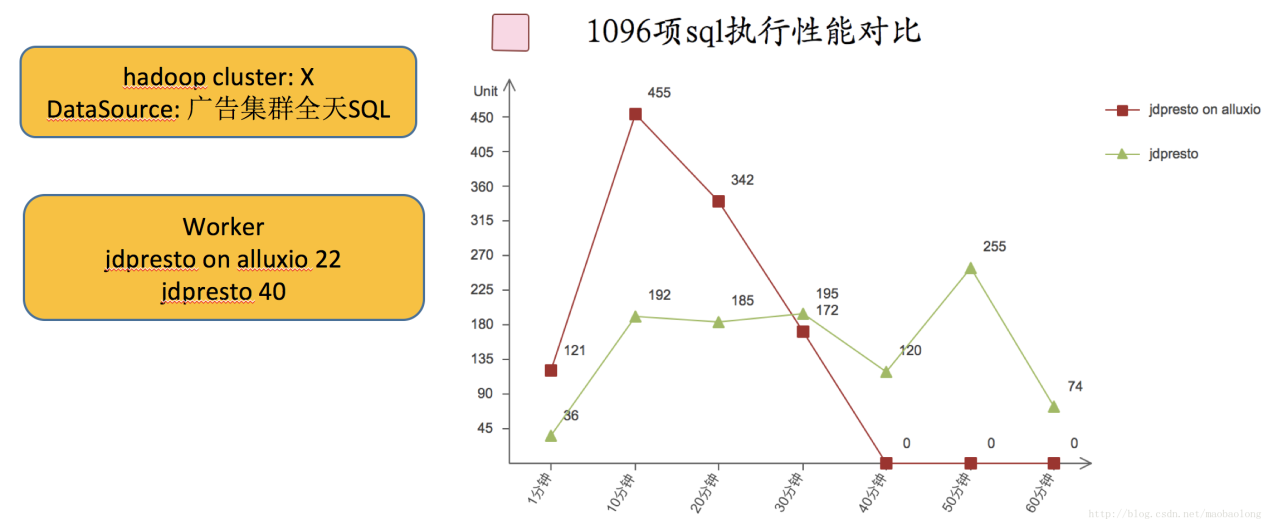 hadoop cluster: X
DataSource: 广告集群全天SQL
Worker
jdpresto on alluxio 22
jdpresto 40
1096项sql执行性能对比
Unit
450
405
360
315
270
225
180
135
90
45
455
342
121
192
185
195
172
36
120
255
74
0
0
0
1分钟
10分钟
20分钟
30分钟
40分钟
50分钟
60分钟
jdpresto on alluxio
jdpresto
http://blog.csdn.net/maobaolong